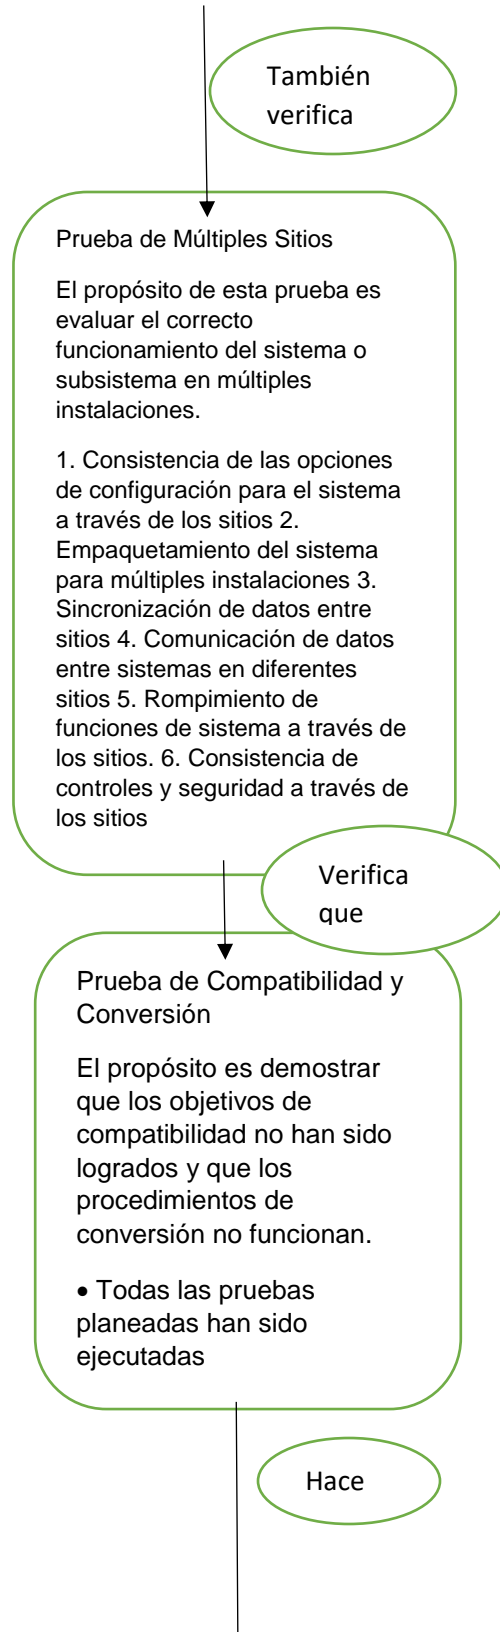 También
verifica
Prueba de Múltiples Sitios
El propósito de esta prueba es
evaluar el correcto
funcionamiento del sistema o
subsistema en múltiples
instalaciones.
1. Consistencia de las opciones
de configuración para el sistema
a través de los sitios 2.
Empaquetamiento del sistema
para múltiples instalaciones 3.
Sincronización de datos entre
sitios 4. Comunicación de datos
entre sistemas en diferentes
sitios 5. Rompimiento de
funciones de sistema a través de
los sitios. 6. Consistencia de
controles y seguridad a través de
los sitios
Verifica
que
Prueba de Compatibilidad y
Conversión
El propósito es demostrar
que los objetivos de
compatibilidad no han sido
logrados y que los
procedimientos de
conversión no funcionan.
• Todas las pruebas
planeadas han sido
ejecutadas
Hace